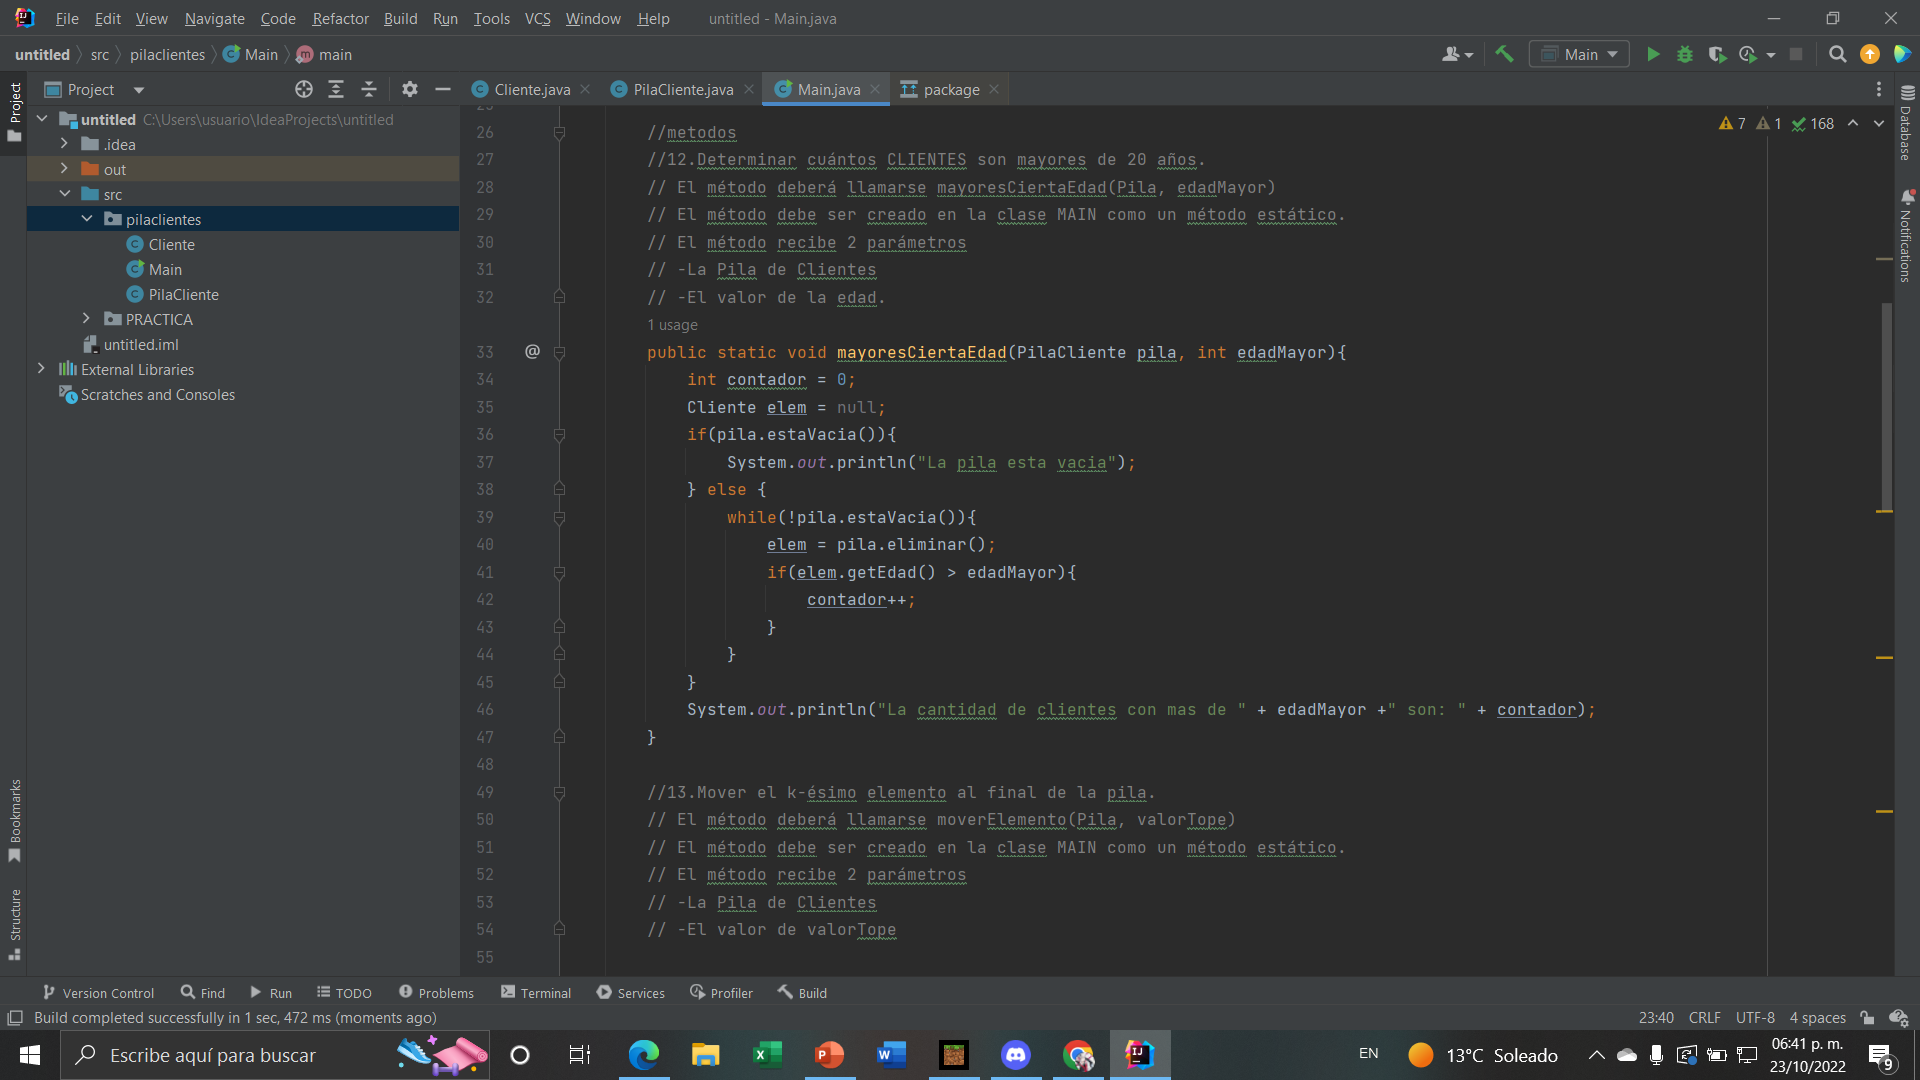 File Edit View Navigate Code Refactor Build Run Tools VCS Window Help untitled - Main.java
untitled src pilaclientes Main main
Main
Project
Cliente.java PilaCliente.java Main.java package
untitled C:\Users\usuario\IdeaProjects\untitled
.idea
out
src
pilaclientes
Cliente
Main
PilaCliente
PRACTICA
untitled.iml
External Libraries
Scratches and Consoles
Project
Bookmarks
Structure
Database
Notifications
7 1 168
26 //metodos
27 //12.Determinar cuántos CLIENTES son mayores de 20 años.
28 // El método deberá llamarse mayoresCiertaEdad(Pila, edadMayor)
29 // El método debe ser creado en la clase MAIN como un método estático.
30 // El método recibe 2 parámetros
31 // -La Pila de Clientes
32 // -El valor de la edad.
1 usage
33 @ public static void mayoresCiertaEdad(PilaCliente pila, int edadMayor){
34 int contador = 0;
35 Cliente elem = null;
36 if(pila.estaVacia()){
37 System.out.println("La pila esta vacia");
38 } else {
39 while(!pila.estaVacia()){
40 elem = pila.eliminar();
41 if(elem.getEdad() > edadMayor){
42 contador++;
43 }
44 }
45 }
46 System.out.println("La cantidad de clientes con mas de " + edadMayor +" son: " + contador);
47 }
48
49 //13.Mover el k-ésimo elemento al final de la pila.
50 // El método deberá llamarse moverElemento(Pila, valorTope)
51 // El método debe ser creado en la clase MAIN como un método estático.
52 // El método recibe 2 parámetros
53 // -La Pila de Clientes
54 // -El valor de valorTope
55
Version Control Find Run TODO Problems Terminal Services Profiler Build
Build completed successfully in 1 sec, 472 ms (moments ago)
23:40 CRLF UTF-8 4 spaces
Escribe aquí para buscar
EN 13°C Soleado
06:41 p. m.
23/10/2022
9